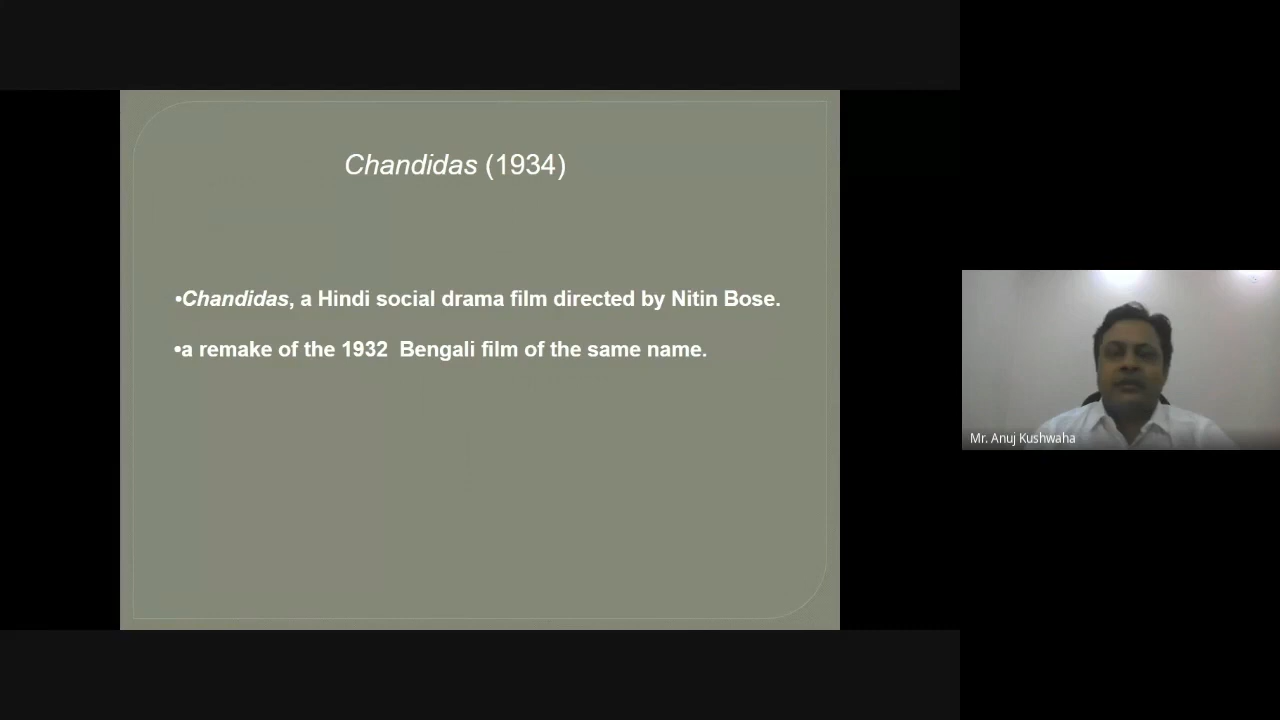 Chandidas (1934)
•Chandidas, a Hindi social drama film directed by Nitin Bose.
•a remake of the 1932  Bengali film of the same name.
Mr. Anuj Kushwaha